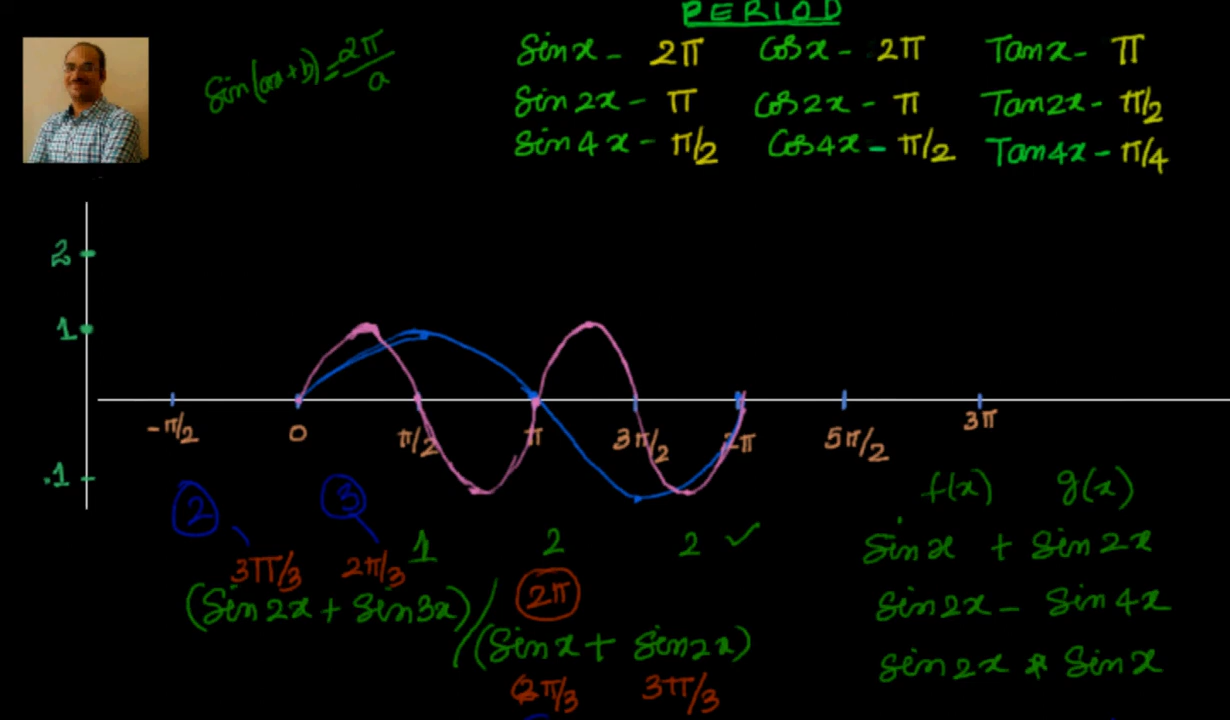 PERIOD
Sin(ax+b)=2π/a
Sinx - 2π Cosx - 2π Tanx - π
Sin2x - π Cos2x - π Tan2x - π/2
Sin4x - π/2 Cos4x - π/2 Tan4x - π/4
2
1
-π/2 0 π/2 π 3π/2 2π 5π/2 3π
.1
f(x) g(x)
2 3
1 2 2 ✓
Sinx + Sin2x
3π/3 2π/3
2π
(Sin2x + Sin3x)/
Sin2x - Sin4x
(Sinx + Sin2x)
Sin2x * Sinx
2π/3 3π/3